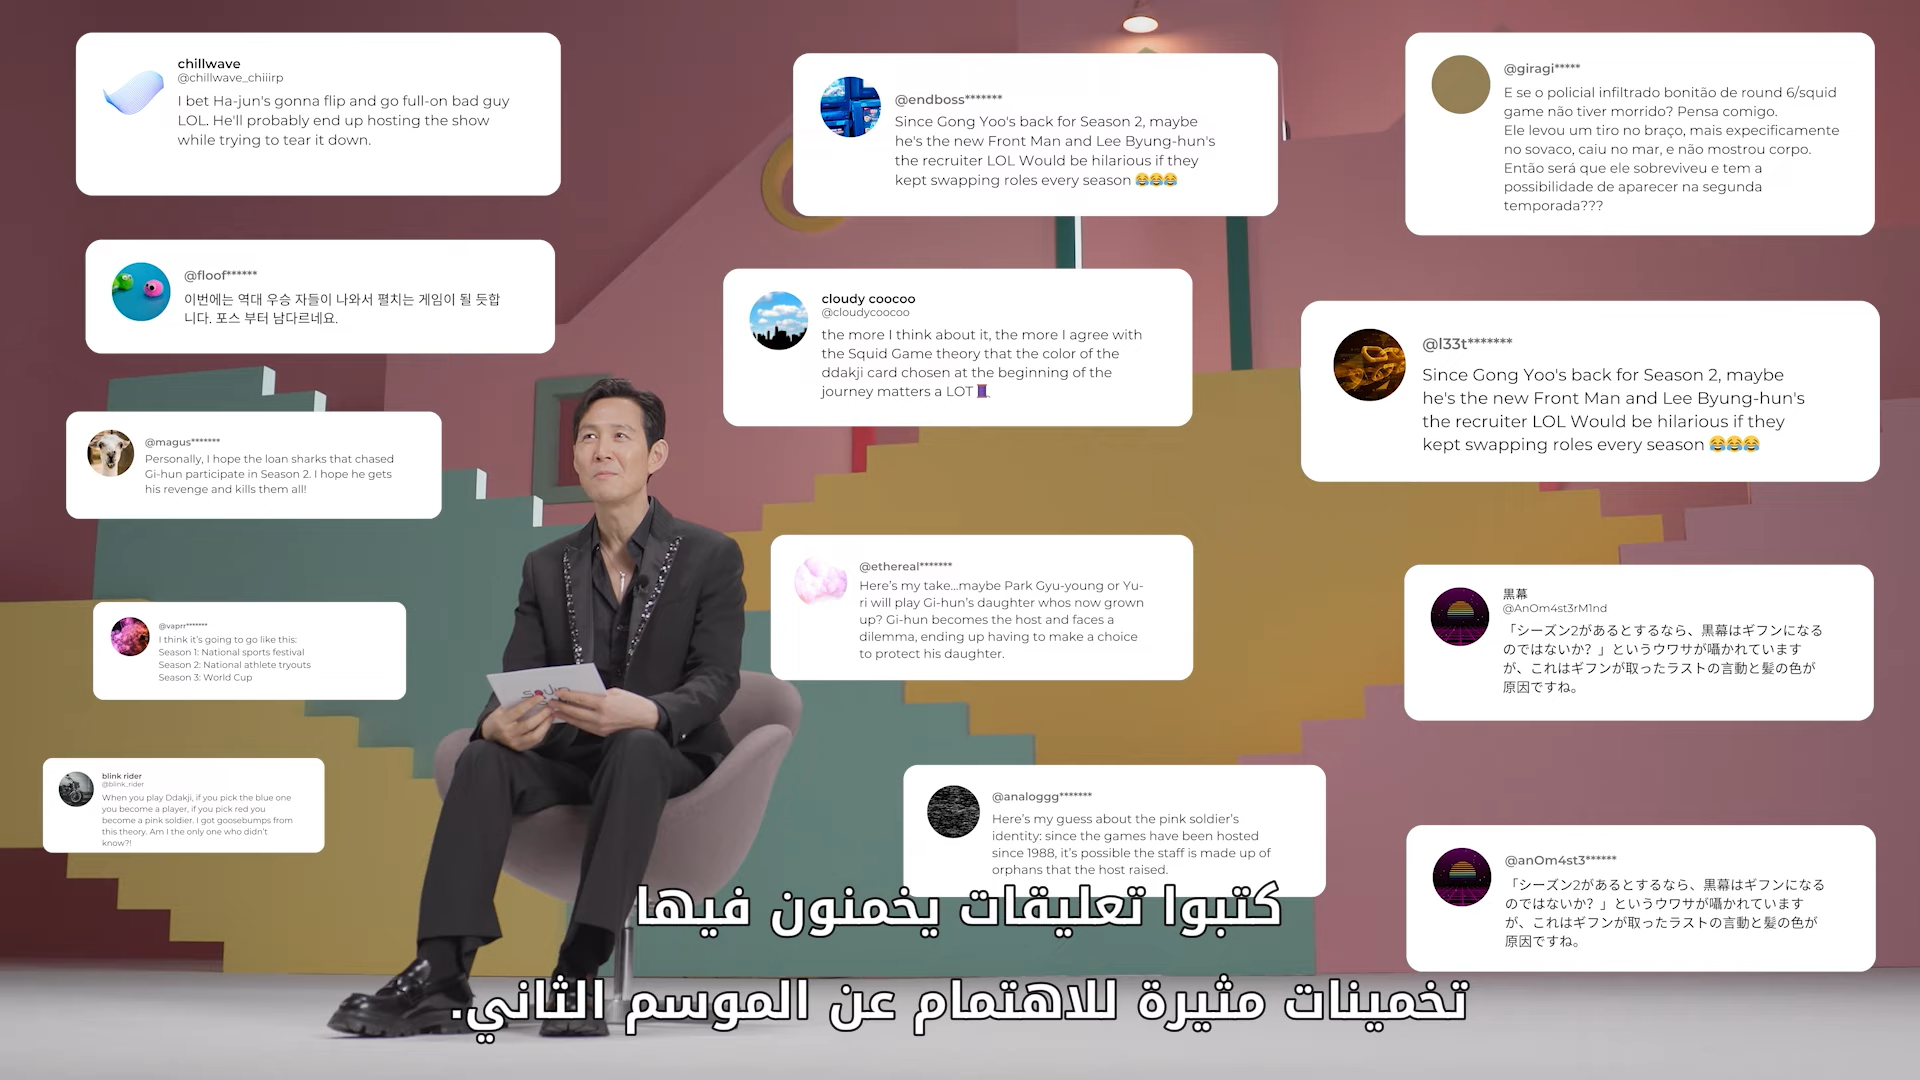 chillwave
@chillwave_chiiirp
I bet Ha-jun's gonna flip and go full-on bad guy
LOL. He'll probably end up hosting the show
while trying to tear it down.
@floof******
이번에는 역대 우승 자들이 나와서 펼치는 게임이 될 듯합
니다. 포스 부터 남다르네요.
@magus*******
Personally, I hope the loan sharks that chased
Gi-hun participate in Season 2. I hope he gets
his revenge and kills them all!
@vaprr*******
I think it's going to go like this:
Season 1: National sports festival
Season 2: National athlete tryouts
Season 3: World Cup
blink rider
@blink_rider
When you play Ddakji, if you pick the blue one
you become a player, if you pick red you
become a pink soldier. I got goosebumps from
this theory. Am I the only one who didn't
know?!
@endboss*******
Since Gong Yoo's back for Season 2, maybe
he's the new Front Man and Lee Byung-hun's
the recruiter LOL Would be hilarious if they
kept swapping roles every season 😂😂😂
cloudy coocoo
@cloudycoocoo
the more I think about it, the more I agree with
the Squid Game theory that the color of the
ddakji card chosen at the beginning of the
journey matters a LOT 🧵
@ethereal*******
Here's my take...maybe Park Gyu-young or Yu-
ri will play Gi-hun's daughter whos now grown
up? Gi-hun becomes the host and faces a
dilemma, ending up having to make a choice
to protect his daughter.
@analoggg*******
Here's my guess about the pink soldier's
identity: since the games have been hosted
since 1988, it's possible the staff is made up of
orphans that the host raised.
@giragi*****
E se o policial infiltrado bonitão de round 6/squid
game não tiver morrido? Pensa comigo.
Ele levou um tiro no braço, mais expecificamente
no sovaco, caiu no mar, e não mostrou corpo.
Então será que ele sobreviveu e tem a
possibilidade de aparecer na segunda
temporada???
@l33t*******
Since Gong Yoo's back for Season 2, maybe
he's the new Front Man and Lee Byung-hun's
the recruiter LOL Would be hilarious if they
kept swapping roles every season 😂😂😂
黒幕
@AnOm4st3rM1nd
「シーズン2があるとするなら、黒幕はギフンになる
のではないか？」というウワサが囁かれています
が、これはギフンが取ったラストの言動と髪の色が
原因ですね。
@anOm4st3******
「シーズン2があるとするなら、黒幕はギフンになる
のではないか？」というウワサが囁かれています
が、これはギフンが取ったラストの言動と髪の色が
原因ですね。
كتبوا تعليقات يخمنون فيها
تخمينات مثيرة للاهتمام عن الموسم الثاني.